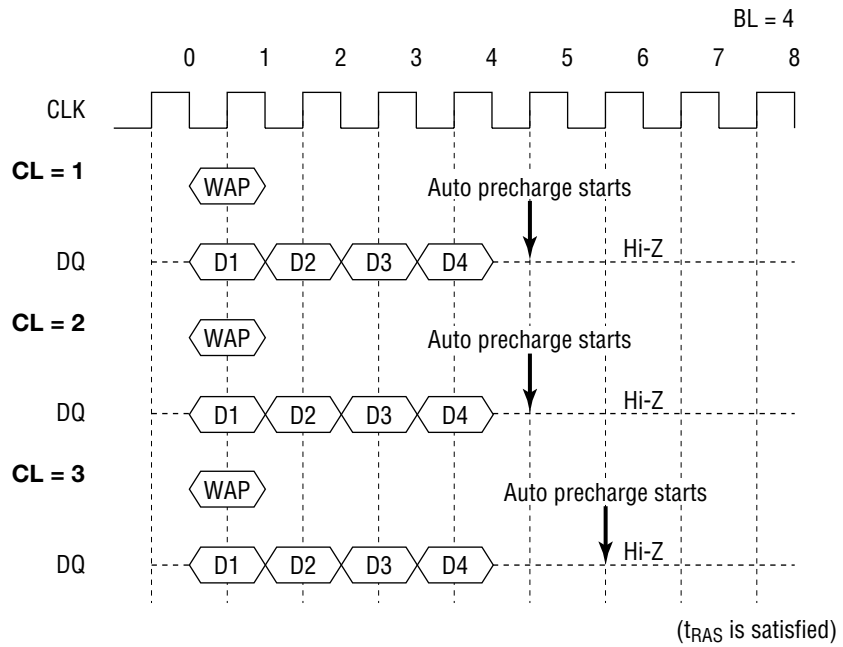 BL = 4
0 1 2 3 4 5 6 7 8
CLK
CL = 1
WAP
Auto precharge starts
DQ
D1 D2 D3 D4
Hi-Z
CL = 2
WAP
Auto precharge starts
DQ
D1 D2 D3 D4
Hi-Z
CL = 3
WAP
Auto precharge starts
DQ
D1 D2 D3 D4
Hi-Z
(tRAS is satisfied)